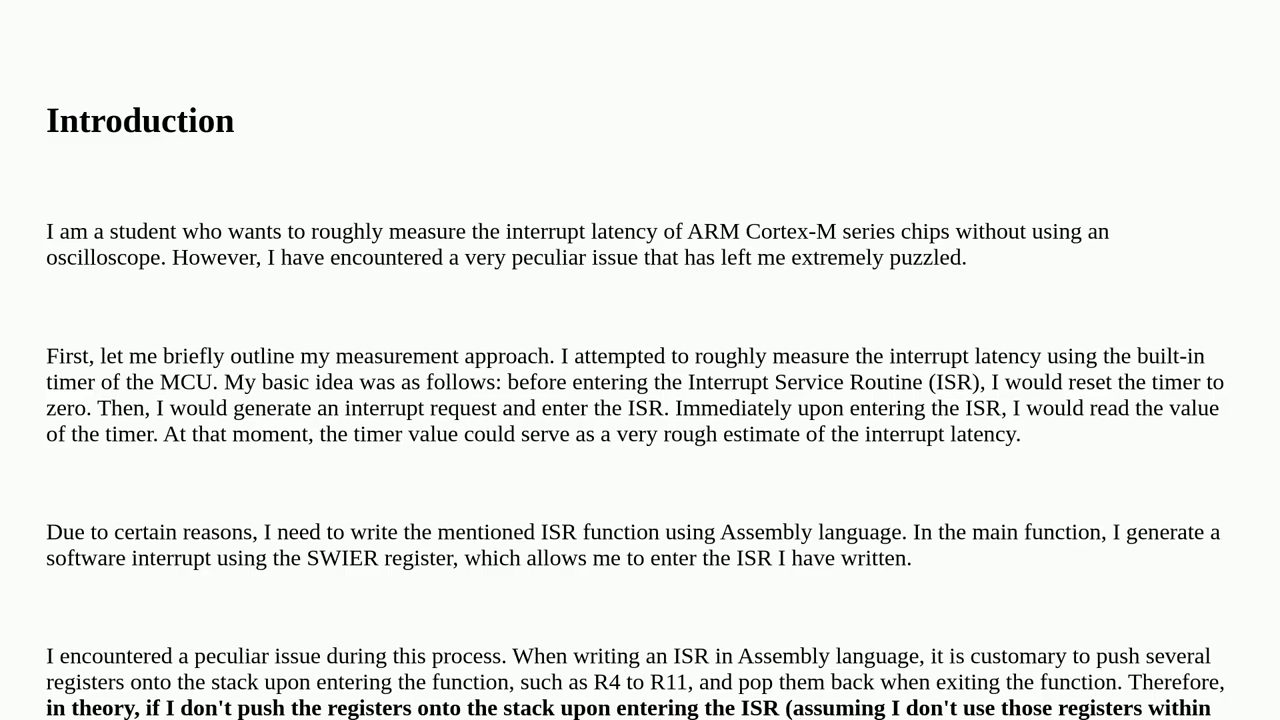 Introduction
I am a student who wants to roughly measure the interrupt latency of ARM Cortex-M series chips without using an
oscilloscope. However, I have encountered a very peculiar issue that has left me extremely puzzled.
First, let me briefly outline my measurement approach. I attempted to roughly measure the interrupt latency using the built-in
timer of the MCU. My basic idea was as follows: before entering the Interrupt Service Routine (ISR), I would reset the timer to
zero. Then, I would generate an interrupt request and enter the ISR. Immediately upon entering the ISR, I would read the value
of the timer. At that moment, the timer value could serve as a very rough estimate of the interrupt latency.
Due to certain reasons, I need to write the mentioned ISR function using Assembly language. In the main function, I generate a
software interrupt using the SWIER register, which allows me to enter the ISR I have written.
I encountered a peculiar issue during this process. When writing an ISR in Assembly language, it is customary to push several
registers onto the stack upon entering the function, such as R4 to R11, and pop them back when exiting the function. Therefore,
in theory, if I don't push the registers onto the stack upon entering the ISR (assuming I don't use those registers within